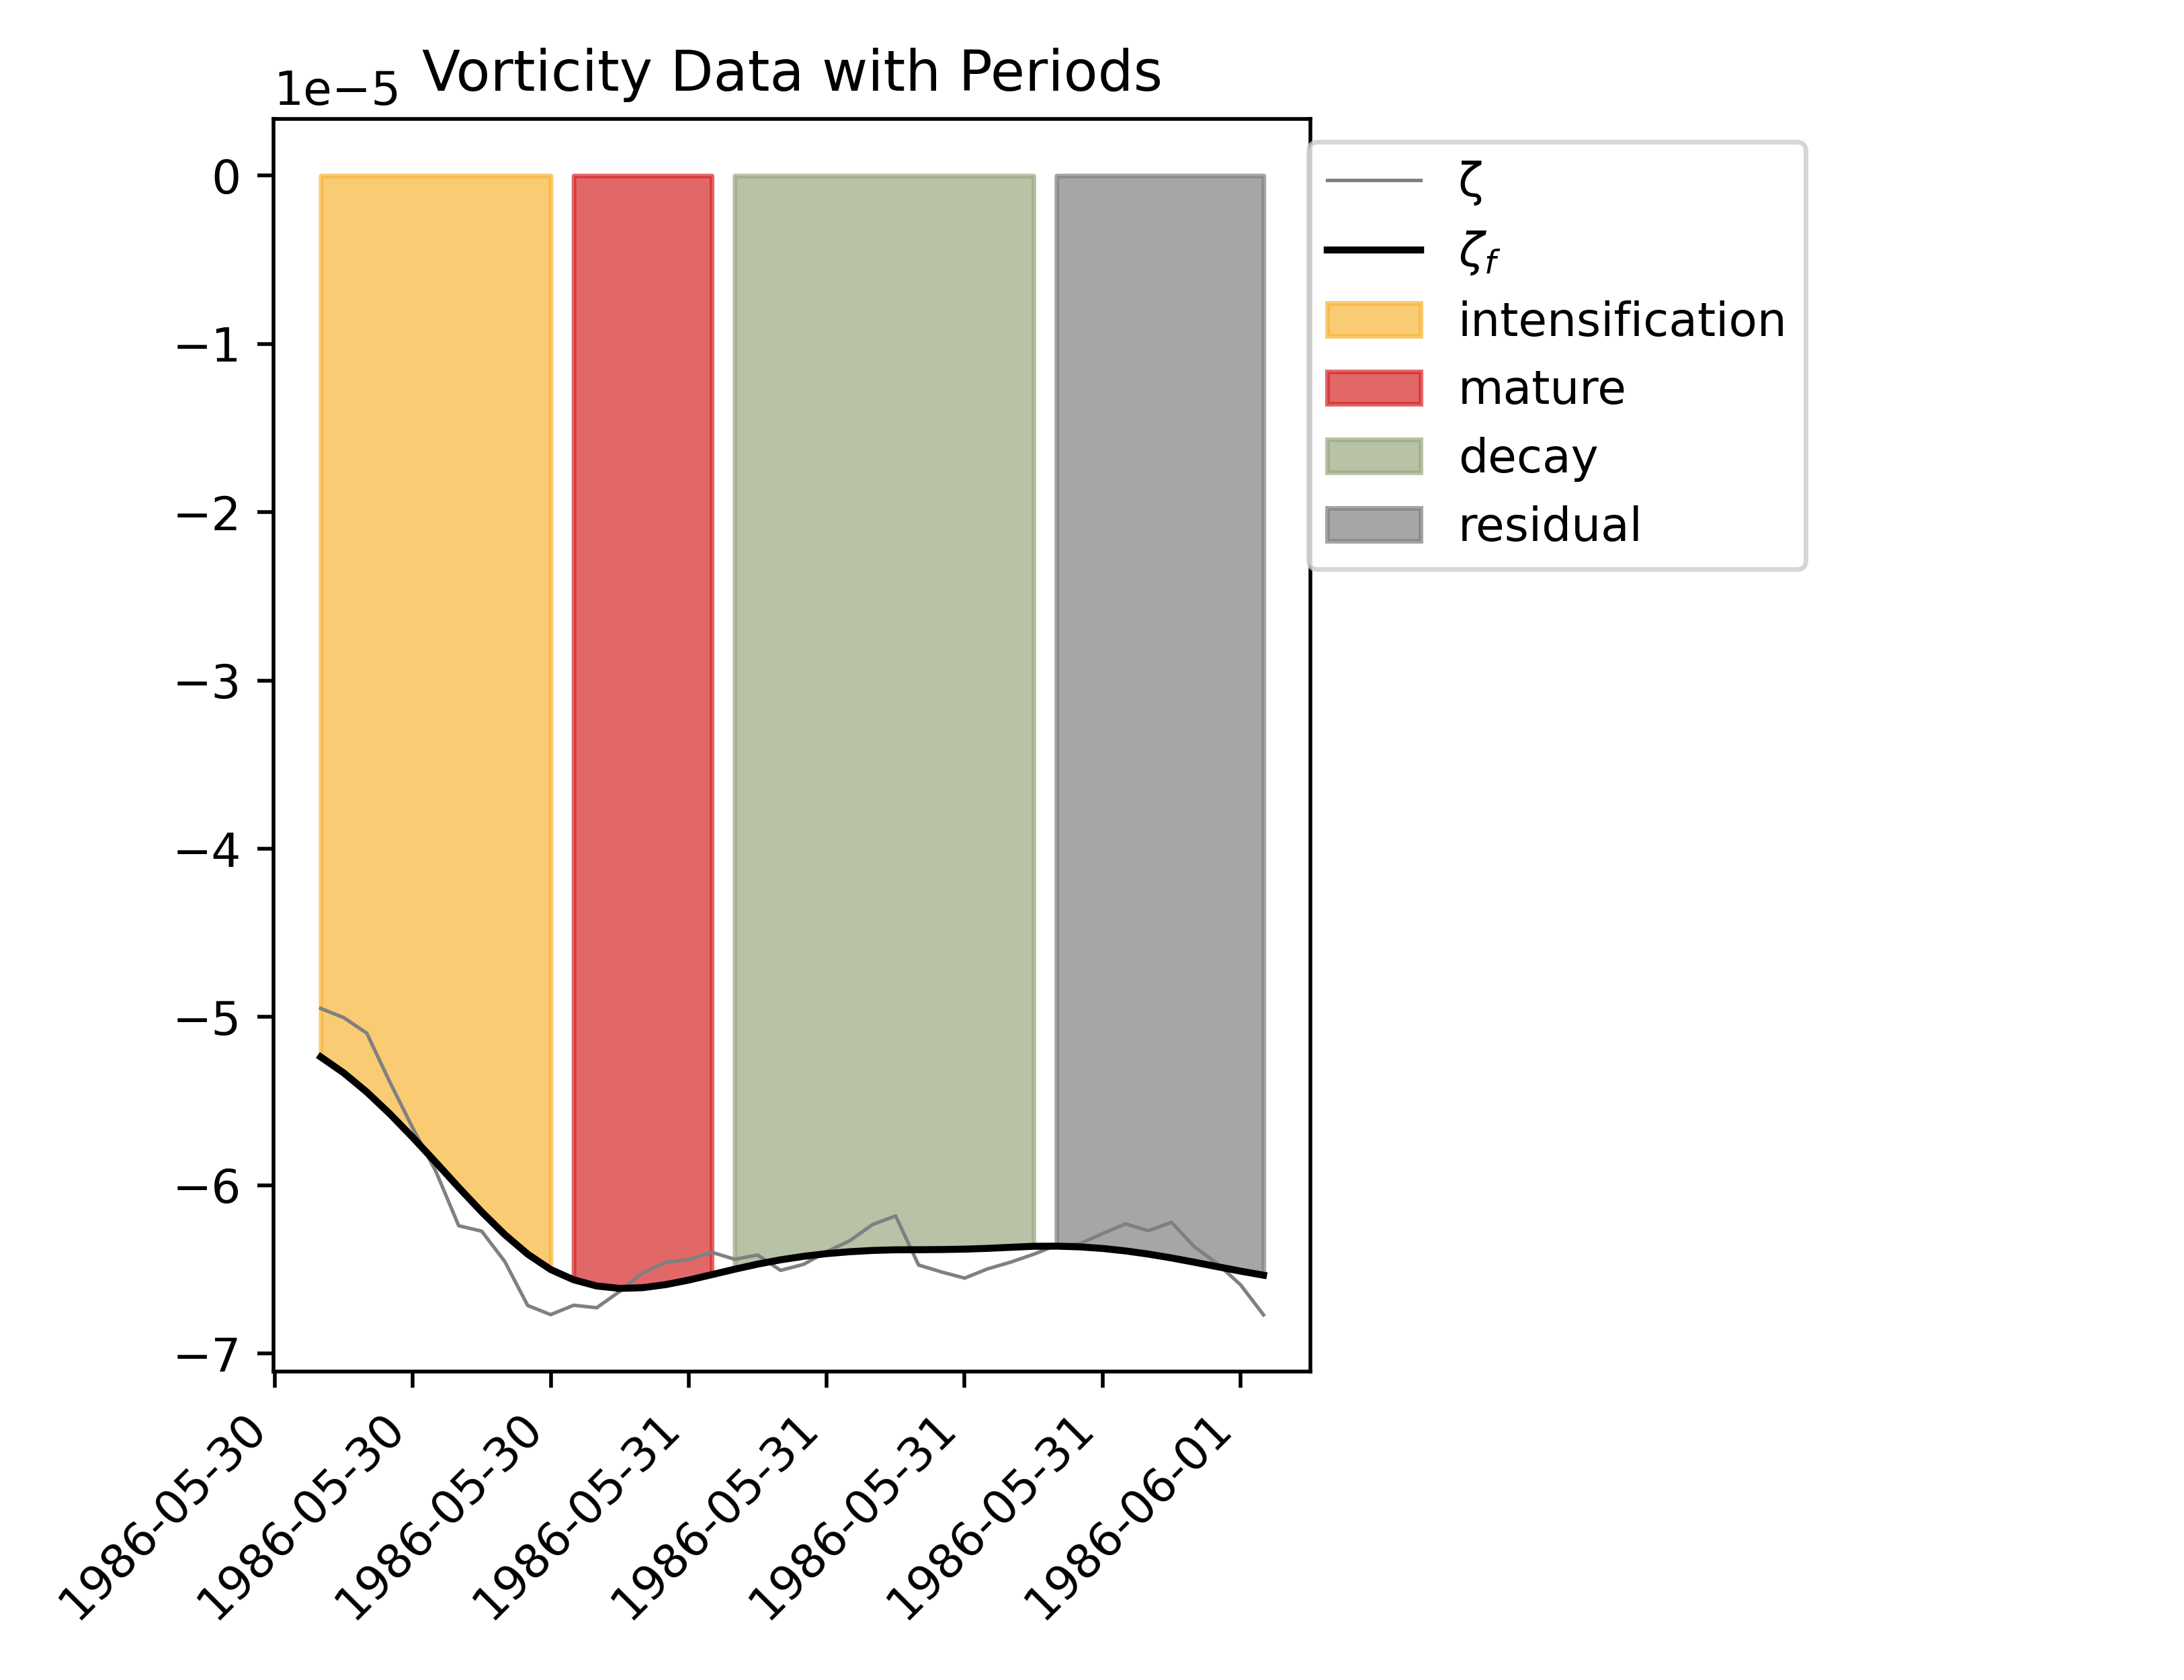 Vorticity Data with Periods
1e−5
0
−1
−2
−3
−4
−5
−6
−7
1986-05-30
1986-05-30
1986-05-30
1986-05-31
1986-05-31
1986-05-31
1986-05-31
1986-06-01
ζ
ζf
intensification
mature
decay
residual